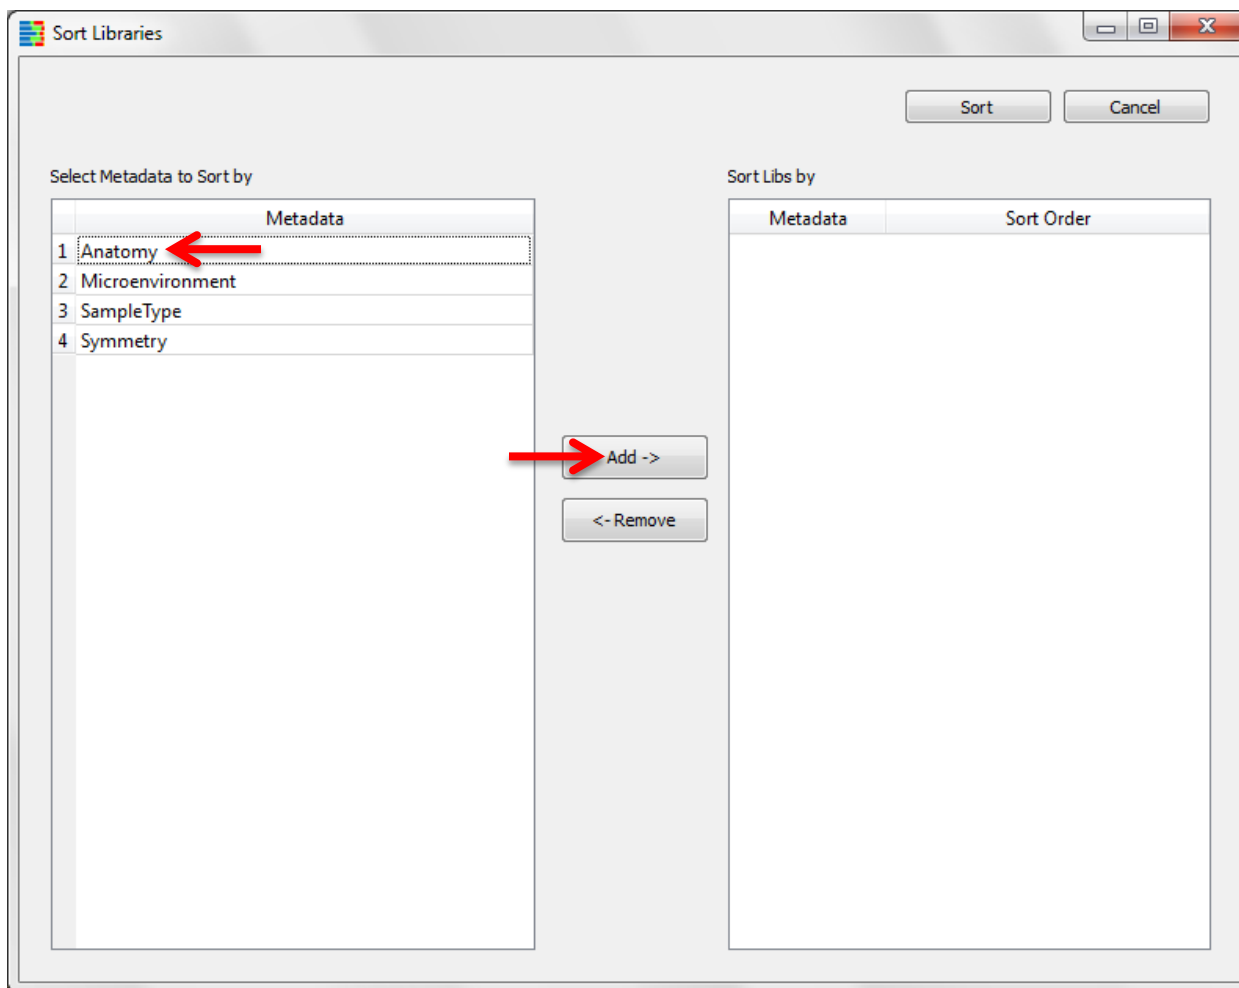 Sort Libraries
Sort Cancel
Select Metadata to Sort by
Metadata
1 Anatomy
2 Microenvironment
3 SampleType
4 Symmetry
Add ->
<- Remove
Sort Libs by
Metadata Sort Order